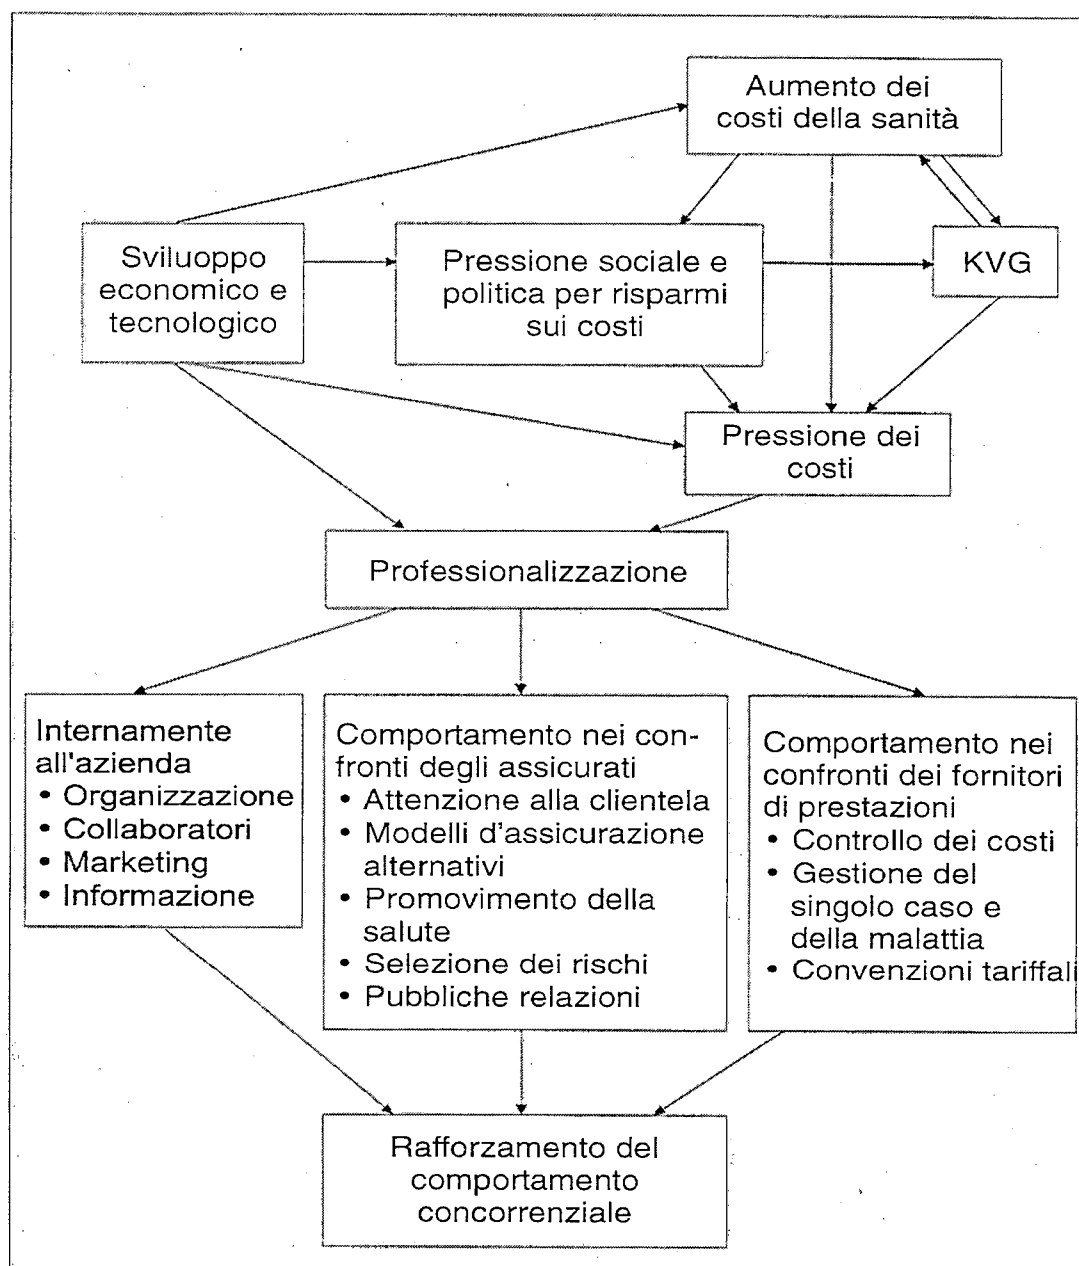 Aumento dei
costi della sanità
Sviluoppo
economico e
tecnologico
Pressione sociale e
politica per risparmi
sui costi
KVG
Pressione dei
costi
Professionalizzazione
Internamente
all'azienda
• Organizzazione
• Collaboratori
• Marketing
• Informazione
Comportamento nei con-
fronti degli assicurati
• Attenzione alla clientela
• Modelli d'assicurazione
alternativi
• Promovimento della
salute
• Selezione dei rischi
• Pubbliche relazioni
Comportamento nei
confronti dei fornitori
di prestazioni
• Controllo dei costi
• Gestione del
singolo caso e
della malattia
• Convenzioni tariffali
Rafforzamento del
comportamento
concorrenziale